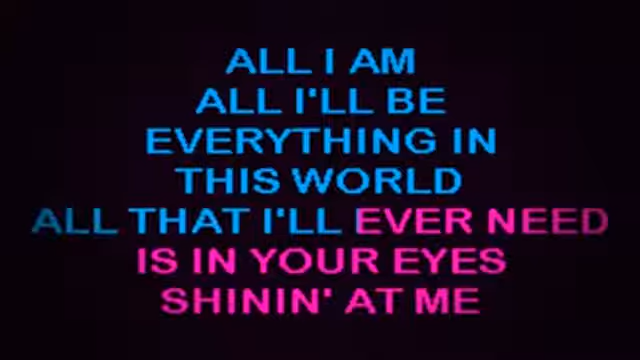 ALL I AM
ALL I'LL BE
EVERYTHING IN
THIS WORLD
ALL THAT I'LL EVER NEED
IS IN YOUR EYES
SHININ' AT ME